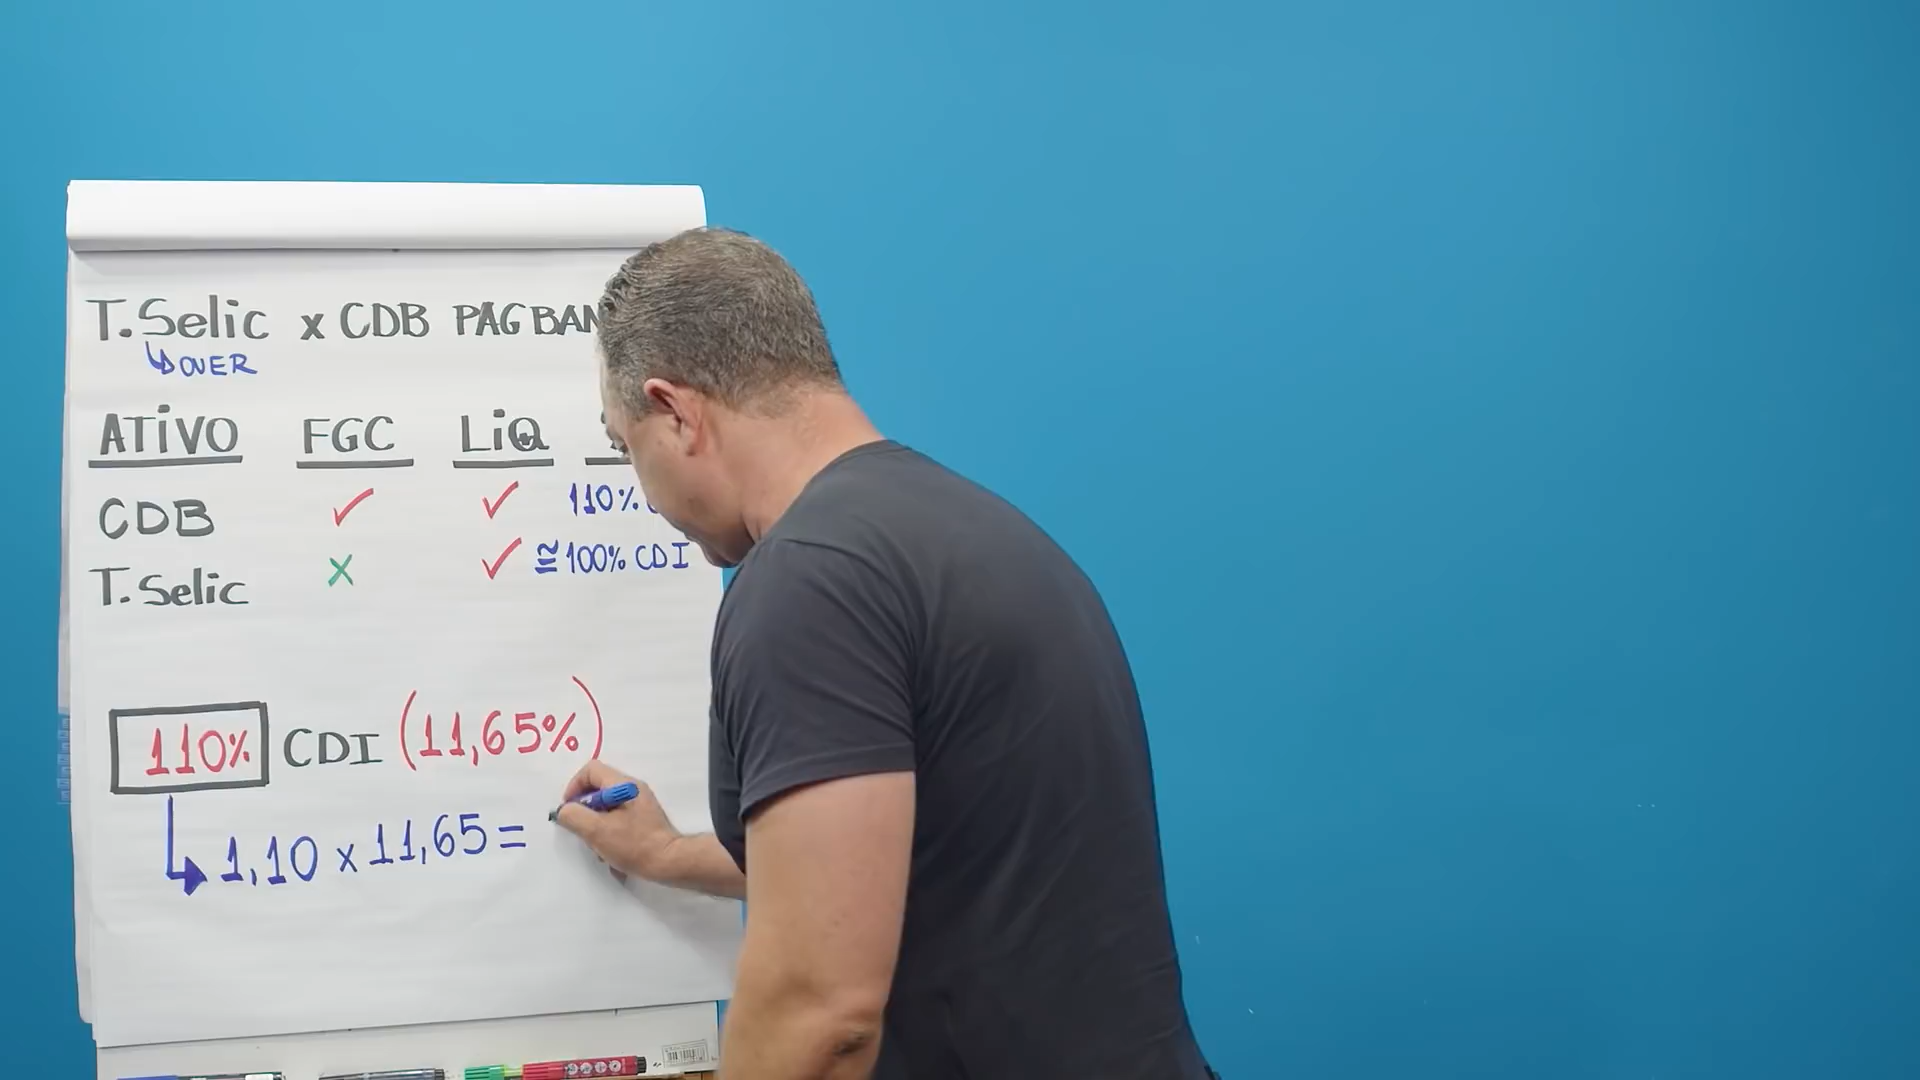 T.Selic x CDB PAGBAN
OVER
ATIVO FGC LIQ
CDB ✓ ✓ 110%
T.Selic X ✓ ≅100% CDI
110% CDI (11,65%)
1,10 x 11,65=